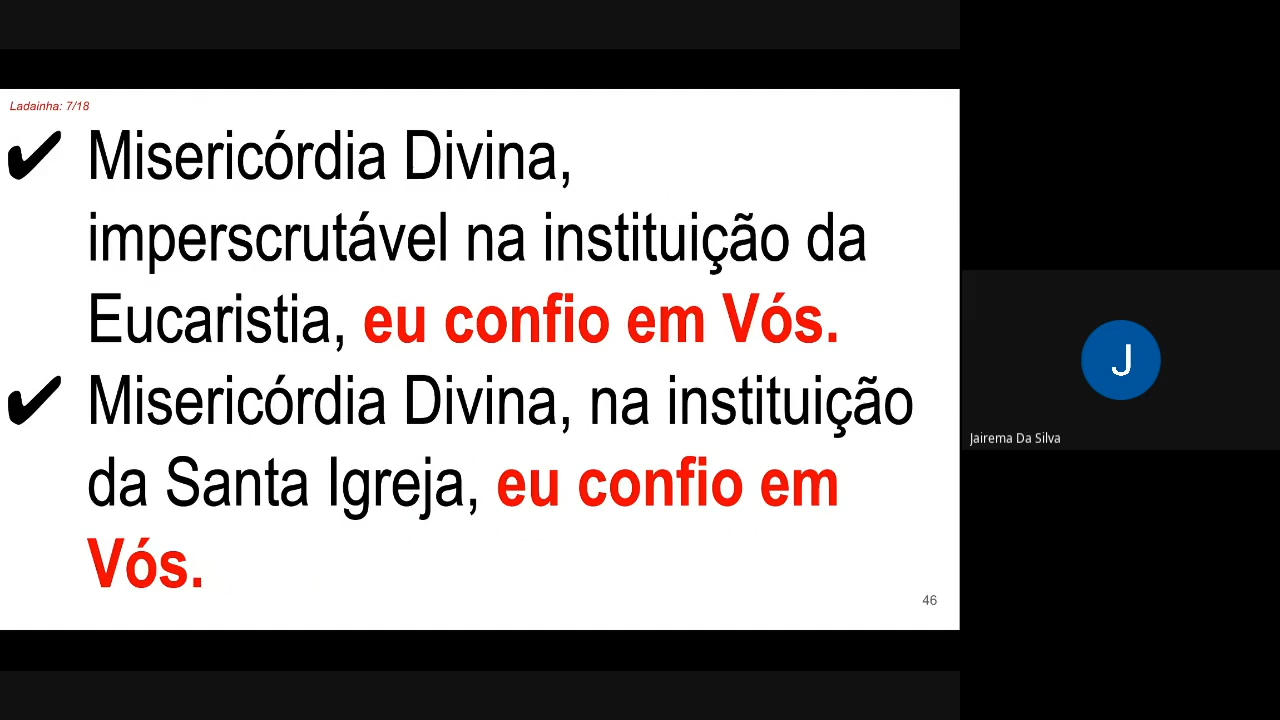 Ladainha: 7/18
✔ Misericórdia Divina,
imperscrutável na instituição da
Eucaristia, eu confio em Vós.
✔ Misericórdia Divina, na instituição
da Santa Igreja, eu confio em
Vós.
46
J
Jairema Da Silva